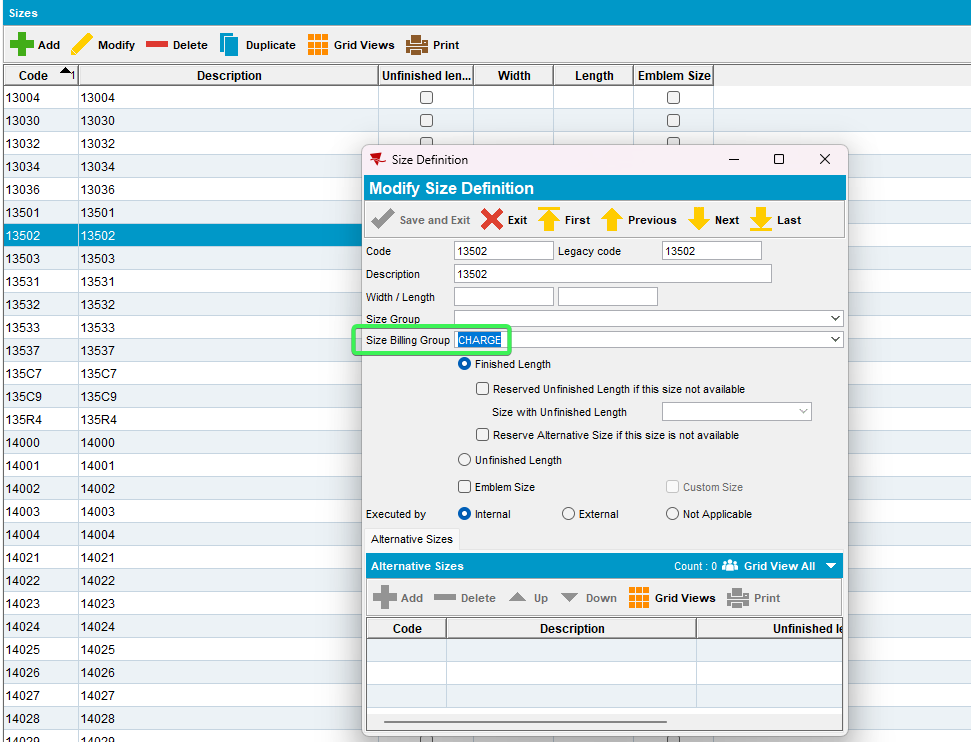 Sizes
Add Modify Delete Duplicate Grid Views Print
Code 1 Description Unfinished len... Width Length Emblem Size
13004 13004
13030 13030
13032 13032
13034 13034
13036 13036
13501 13501
13502 13502
13503 13503
13531 13531
13532 13532
13533 13533
13537 13537
135C7 135C7
135C9 135C9
135R4 135R4
14000 14000
14001 14001
14002 14002
14003 14003
14004 14004
14021 14021
14022 14022
14023 14023
14024 14024
14025 14025
14026 14026
14027 14027
14028 14028
14029 14029
Size Definition
Modify Size Definition
Save and Exit Exit First Previous Next Last
Code 13502 Legacy code 13502
Description 13502
Width / Length
Size Group
Size Billing Group CHARGE
Finished Length
Reserved Unfinished Length if this size not available
Size with Unfinished Length
Reserve Alternative Size if this size is not available
Unfinished Length
Emblem Size Custom Size
Executed by Internal External Not Applicable
Alternative Sizes
Alternative Sizes Count : 0 Grid View All
Add Delete Up Down Grid Views Print
Code Description Unfinished le